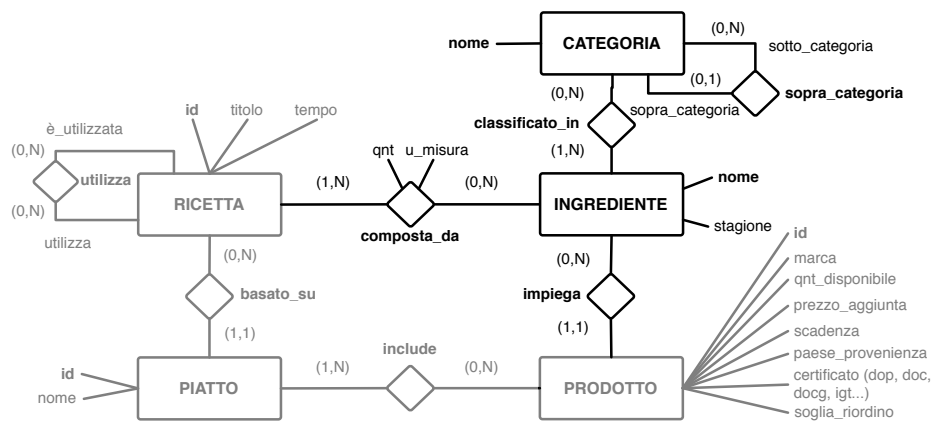 (0,N)
nome
CATEGORIA
sotto_categoria
(0,1)
sopra_categoria
(0,N)
sopra_categoria
classificato_in
id
titolo
tempo
è_utilizzata
(0,N)
utilizza
(0,N)
utilizza
(1,N)
qnt
u_misura
(0,N)
(1,N)
nome
RICETTA
INGREDIENTE
stagione
composta_da
(0,N)
basato_su
(1,1)
(0,N)
impiega
(1,1)
id
marca
qnt_disponibile
prezzo_aggiunta
scadenza
paese_provenienza
certificato (dop, doc,
docg, igt...)
soglia_riordino
id
nome
PIATTO
(1,N)
include
(0,N)
PRODOTTO